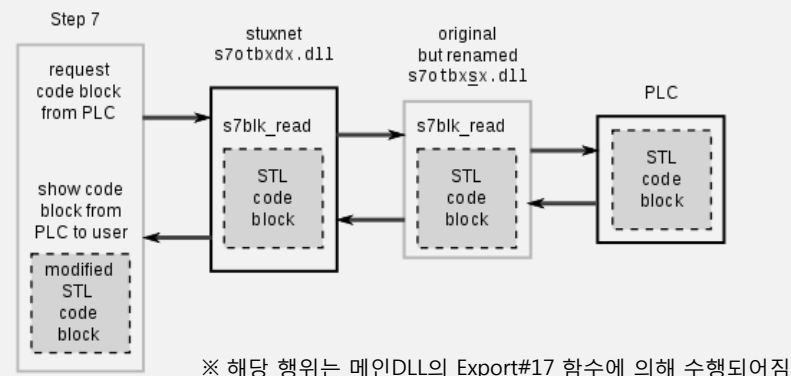 Step 7
request
code block
from PLC
show code
block from
PLC to user
modified
STL
code
block
stuxnet
s7otbxdx.dll
s7blk_read
STL
code
block
original
but renamed
s7otbxsx.dll
s7blk_read
STL
code
block
PLC
STL
code
block
※ 해당 행위는 메인DLL의 Export#17 함수에 의해 수행되어짐